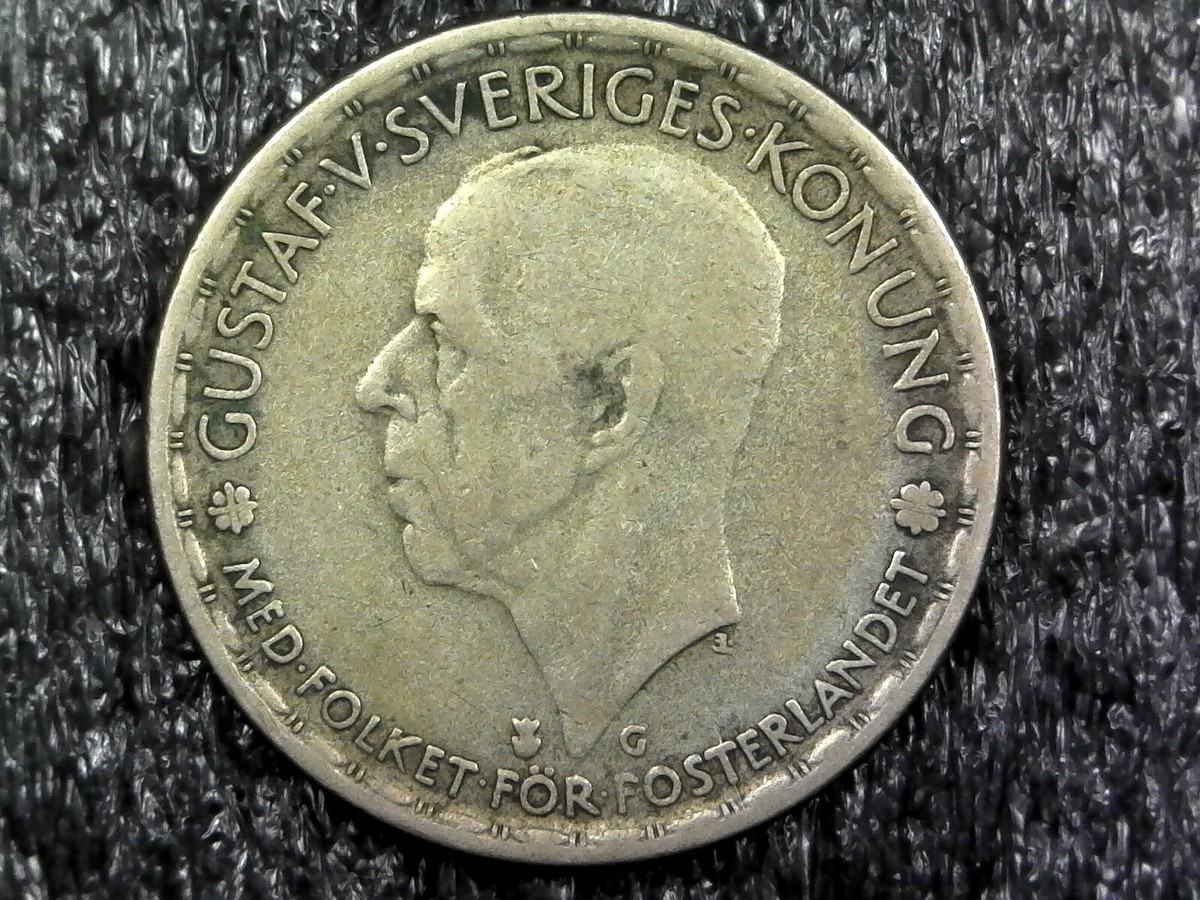 GUSTAF·V·SVERIGES·KONUNG
MED·FOLKET·FÖR·FOSTERLANDET
G